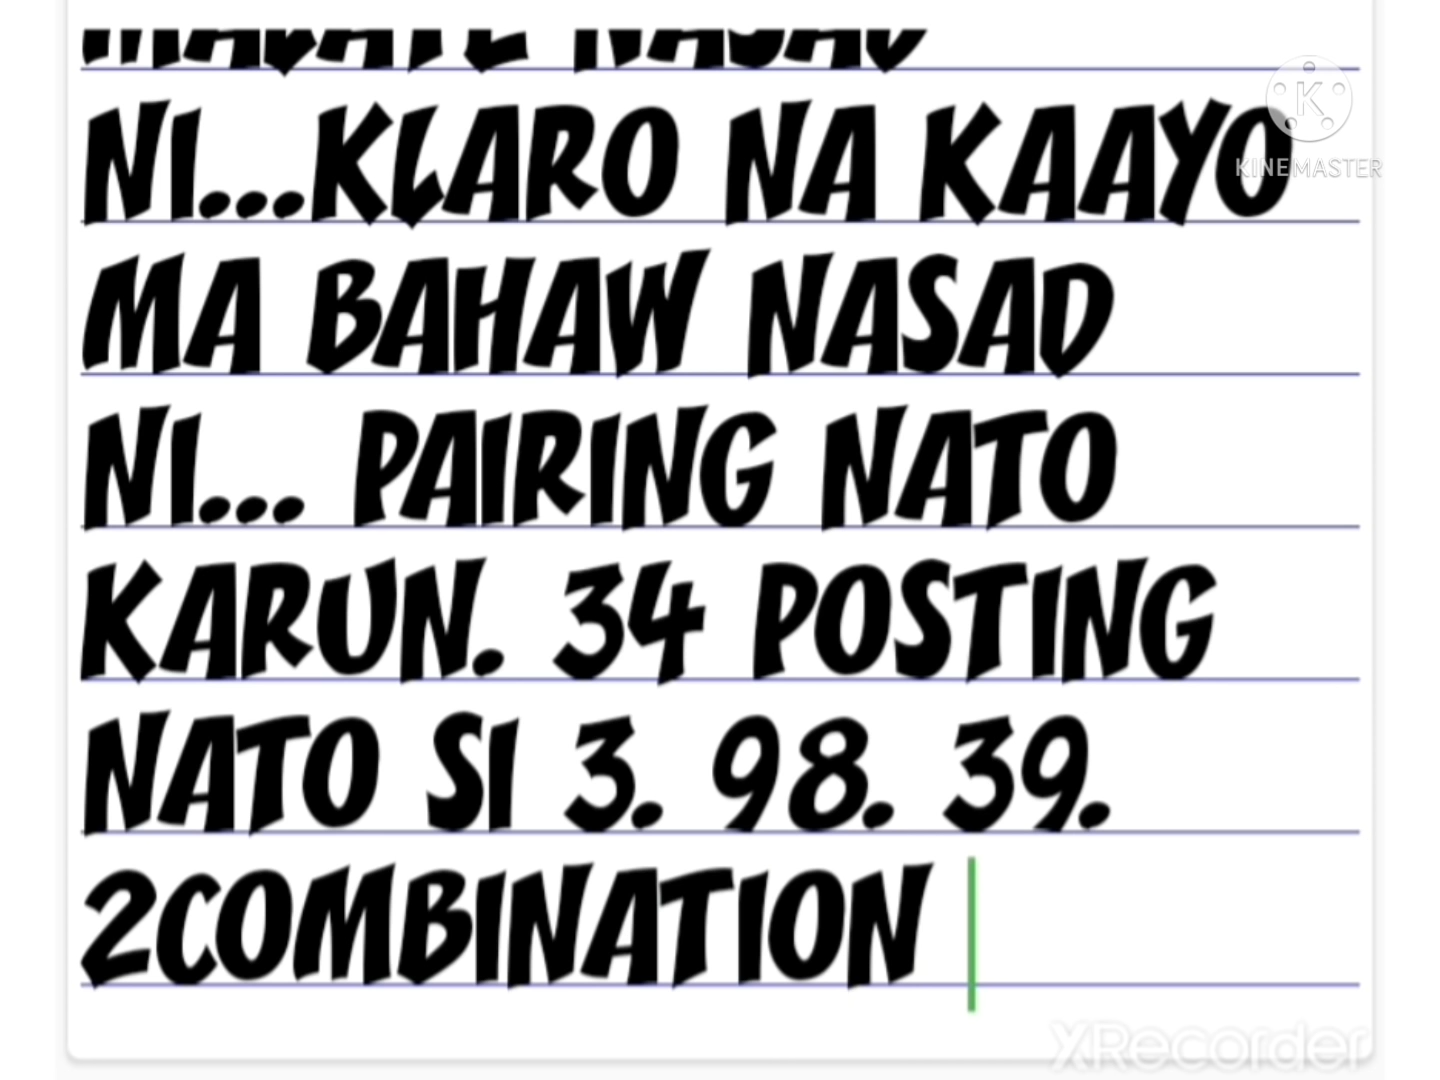 NI...KLARO NA KAAYO
MA BAHAW NASAD
NI... PAIRING NATO
KARUN. 34 POSTING
NATO SI 3. 98. 39.
2COMBINATION
K
KINEMASTER
XRecorder